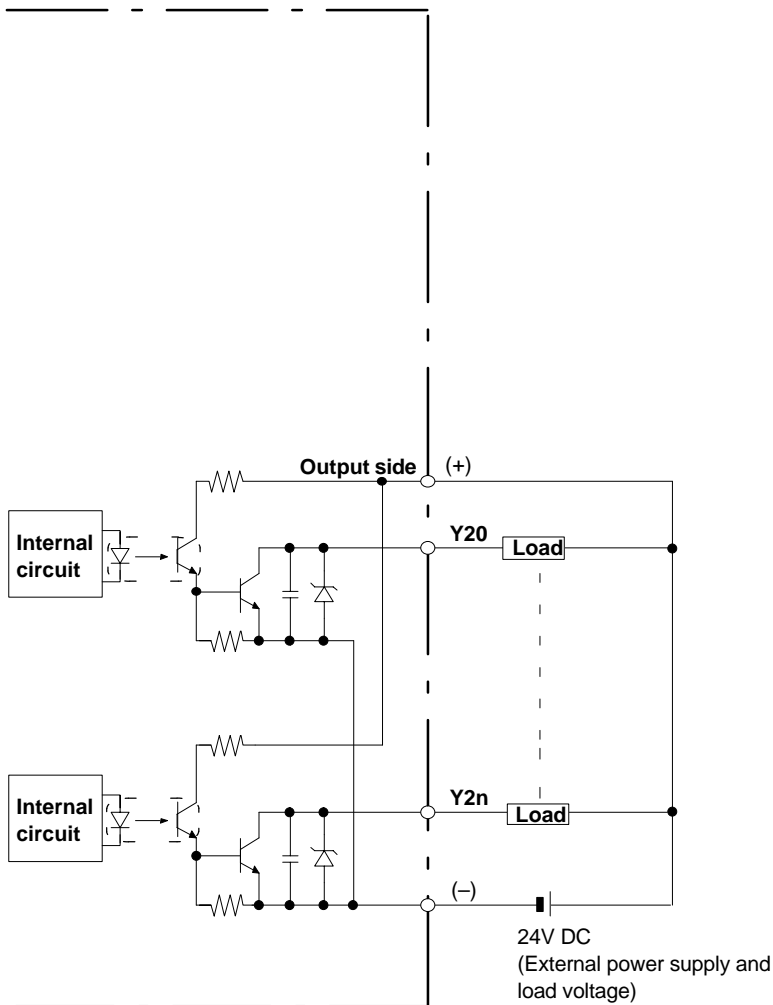 Output side
(+)
Internal
circuit
Y20
Load
Internal
circuit
Y2n
Load
(–)
24V DC
(External power supply and
load voltage)